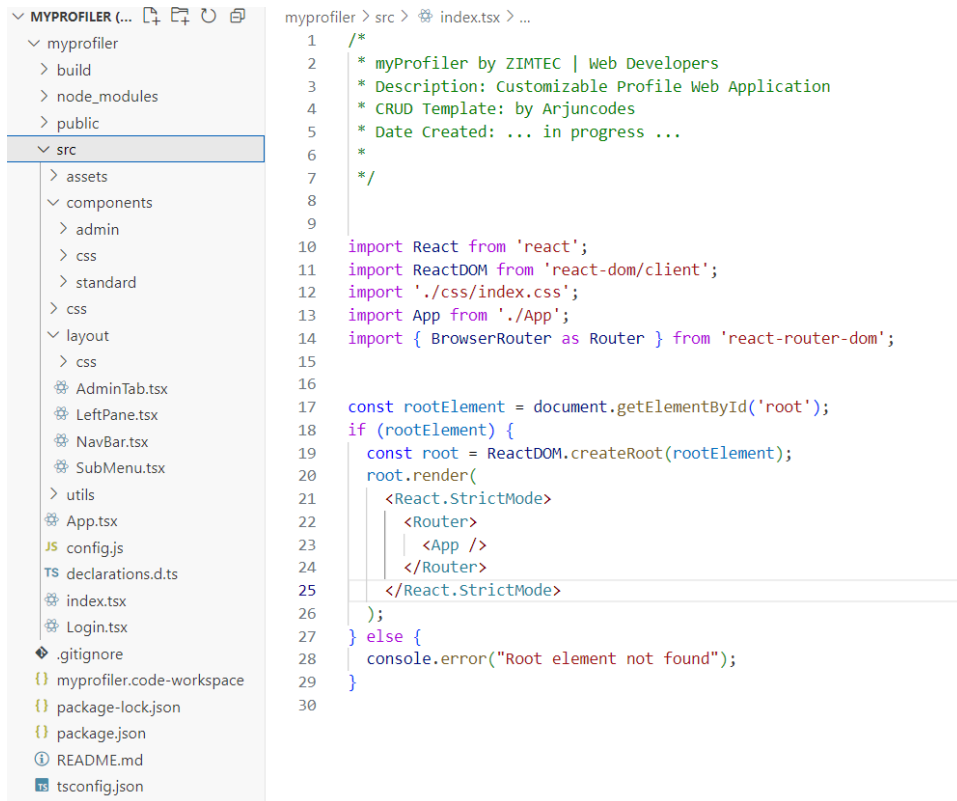 MYPROFILER (...
myprofiler
build
node_modules
public
src
assets
components
admin
css
standard
css
layout
css
AdminTab.tsx
LeftPane.tsx
NavBar.tsx
SubMenu.tsx
utils
App.tsx
JS config.js
TS declarations.d.ts
index.tsx
Login.tsx
.gitignore
{} myprofiler.code-workspace
{} package-lock.json
{} package.json
README.md
TS tsconfig.json
myprofiler > src > index.tsx > ...
1 /*
2 * myProfiler by ZIMTEC | Web Developers
3 * Description: Customizable Profile Web Application
4 * CRUD Template: by Arjuncodes
5 * Date Created: ... in progress ...
6 *
7 */
8
9
10 import React from 'react';
11 import ReactDOM from 'react-dom/client';
12 import './css/index.css';
13 import App from './App';
14 import { BrowserRouter as Router } from 'react-router-dom';
15
16
17 const rootElement = document.getElementById('root');
18 if (rootElement) {
19 const root = ReactDOM.createRoot(rootElement);
20 root.render(
21 <React.StrictMode>
22 <Router>
23 <App />
24 </Router>
25 </React.StrictMode>
26 );
27 } else {
28 console.error("Root element not found");
29 }
30